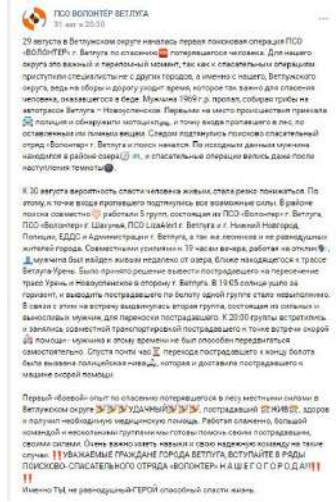 ПСО ВОЛОНТЁР ВЕТЛУГА
31 авг в 20:50
29 августа в Ветлужском округе началась первая поисковая операция ПСО
«ВОЛОНТЕР» г. Ветлуга по спасению🆘 потерявшегося человека. Для нашего
округа это важный и переломный момент, так как к спасательным операциям
приступили специалисты не с других городов, а именно с нашего, Ветлужского
округа, ведь на сборы и дорогу уходит время, которое так важно для спасения
человека, оказавшегося в беде. Мужчина 1969 г.р. пропал, собирая грибы на
автотрассе Ветлуга – Новоуспенское. Первыми на место происшествия приехала
полиция и обнаружили мотоцикл, и точку входа пропавшего в лес, по
оставленным им личным вещам. Следом подтянулись поисково спасательный
отряд «Волонтер» г. Ветлуга и поиск начался. По исходным данным мужчина
находился в районе озера, и спасательные операции велись даже после
наступления темноты
К 30 августа вероятность спасти человека живым, стала резко понижаться. По
этому, к точке входа пропавшего подтянулись все возможные силы. В районе
поиска совместно работали 5 групп, состоящая из ПСО «Волонтер» г. Ветлуга,
ПСО «Волонтер» г. Шахунья, ПСО LizaAlert г. Ветлуга и г. Нижний Новгород,
Полиции, ЕДДС и Администрации г. Ветлуга, а так же лесников и не равнодушных
жителей города. Совместными усилиями к 19 часам вечера, работая на отклик,
мужчина был найден живым недалеко от озера, ближе находящегося к трассе
Ветлуга-Урень. Было принято решение вывести пострадавшего на пересечение
трасс Урень и Новоуспенское в сторону г. Ветлуга. В 19:05 солнце ушло за
горизонт, и выводить пострадавшего по болоту одной группе стало невыполнимо.
В связи с этим на встречу выдвинулась вторая группа, состоящая из сильных и
выносливых мужчин, для переноски пострадавшего. К 20:00 группы встретились
и занялись совместной транспортировкой пострадавшего к точке встречи скорой
помощи - мужчина к этому времени не был способен передвигаться
самостоятельно. Спустя почти час перехода пострадавшего к концу болота
была вызвана полицейская нива, которая и доставила пострадавшего к
машине скорой помощи.
Первый «боевой» опыт по спасению потерявшегося в лесу местными силами в
Ветлужском округе УДАЧНЫЙ, пострадавший ЖИВ, здоров
и получил необходимую медицинскую помощь. Работая слаженно, большой
командой и несколькими группами мы готовы помочь своим пострадавшим,
своими силами. Очень важно иметь навыки и свою надежную команду на такие
случаи. ‼УВАЖАЕМЫЕ ГРАЖДАНЕ ГОРОДА ВЕТЛУГА, ВСТУПАЙТЕ В РЯДЫ
ПОИСКОВО-СПАСАТЕЛЬНОГО ОТРЯДА «ВОЛОНТЕР» Н А Ш Е Г О Г О Р О Д А!‼
‼
Именно ТЫ, не равнодушный-ГЕРОЙ способный спасти жизнь.